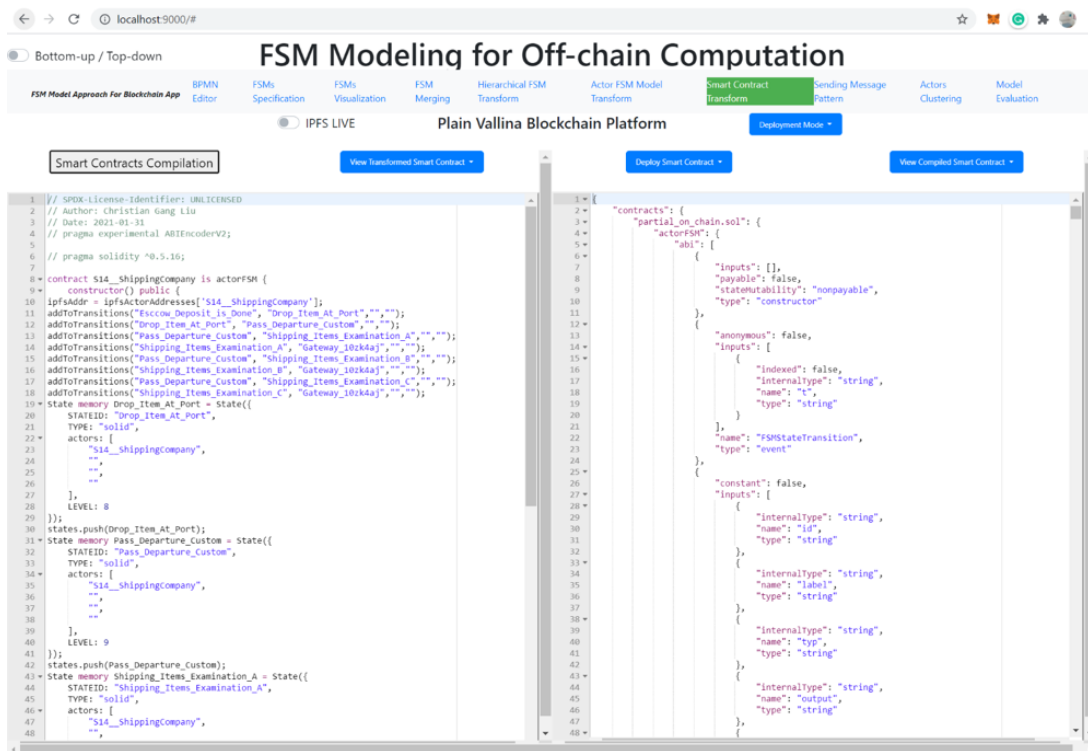 localhost:9000/#
Bottom-up / Top-down
FSM Modeling for Off-chain Computation
FSM Model Approach For Blockchain App
BPMN Editor
FSMs Specification
FSMs Visualization
FSM Merging
Hierarchical FSM Transform
Actor FSM Model Transform
Smart Contract Transform
Sending Message Pattern
Actors Clustering
Model Evaluation
IPFS LIVE
Plain Vallina Blockchain Platform
Deployment Mode
Smart Contracts Compilation
View Transformed Smart Contract
Deploy Smart Contract
View Compiled Smart Contract
1 // SPDX-License-Identifier: UNLICENSED
2 // Author: Christian Gang Liu
3 // Date: 2021-01-31
4 // pragma experimental ABIEncoderV2;
5
6 // pragma solidity ^0.5.16;
7
8 contract S14__ShippingCompany is actorFSM {
9 constructor() public {
10 ipfsAddr = ipfsActorAddresses['S14__ShippingCompany'];
11 addToTransitions("Esccow_Deposit_is_Done", "Drop_Item_At_Port","","");
12 addToTransitions("Drop_Item_At_Port", "Pass_Departure_Custom","","");
13 addToTransitions("Pass_Departure_Custom", "Shipping_Items_Examination_A","","");
14 addToTransitions("Shipping_Items_Examination_A", "Gateway_10zk4aj","","");
15 addToTransitions("Pass_Departure_Custom", "Shipping_Items_Examination_B","","");
16 addToTransitions("Shipping_Items_Examination_B", "Gateway_10zk4aj","","");
17 addToTransitions("Pass_Departure_Custom", "Shipping_Items_Examination_C","","");
18 addToTransitions("Shipping_Items_Examination_C", "Gateway_10zk4aj","","");
19 State memory Drop_Item_At_Port = State({
20 STATEID: "Drop_Item_At_Port",
21 TYPE: "solid",
22 actors: [
23 "S14__ShippingCompany",
24 "",
25 "",
26 ""
27 ],
28 LEVEL: 8
29 });
30 states.push(Drop_Item_At_Port);
31 State memory Pass_Departure_Custom = State({
32 STATEID: "Pass_Departure_Custom",
33 TYPE: "solid",
34 actors: [
35 "S14__ShippingCompany",
36 "",
37 "",
38 ""
39 ],
40 LEVEL: 9
41 });
42 states.push(Pass_Departure_Custom);
43 State memory Shipping_Items_Examination_A = State({
44 STATEID: "Shipping_Items_Examination_A",
45 TYPE: "solid",
46 actors: [
47 "S14__ShippingCompany",
48 "",
1 {
2 "contracts": {
3 "partial_on_chain.sol": {
4 "actorFSM": {
5 "abi": [
6 {
7 "inputs": [],
8 "payable": false,
9 "stateMutability": "nonpayable",
10 "type": "constructor"
11 },
12 {
13 "anonymous": false,
14 "inputs": [
15 {
16 "indexed": false,
17 "internalType": "string",
18 "name": "t",
19 "type": "string"
20 }
21 ],
22 "name": "FSMStateTransition",
23 "type": "event"
24 },
25 {
26 "constant": false,
27 "inputs": [
28 {
29 "internalType": "string",
30 "name": "id",
31 "type": "string"
32 },
33 {
34 "internalType": "string",
35 "name": "label",
36 "type": "string"
37 },
38 {
39 "internalType": "string",
40 "name": "typ",
41 "type": "string"
42 },
43 {
44 "internalType": "string",
45 "name": "output",
46 "type": "string"
47 },
48 {